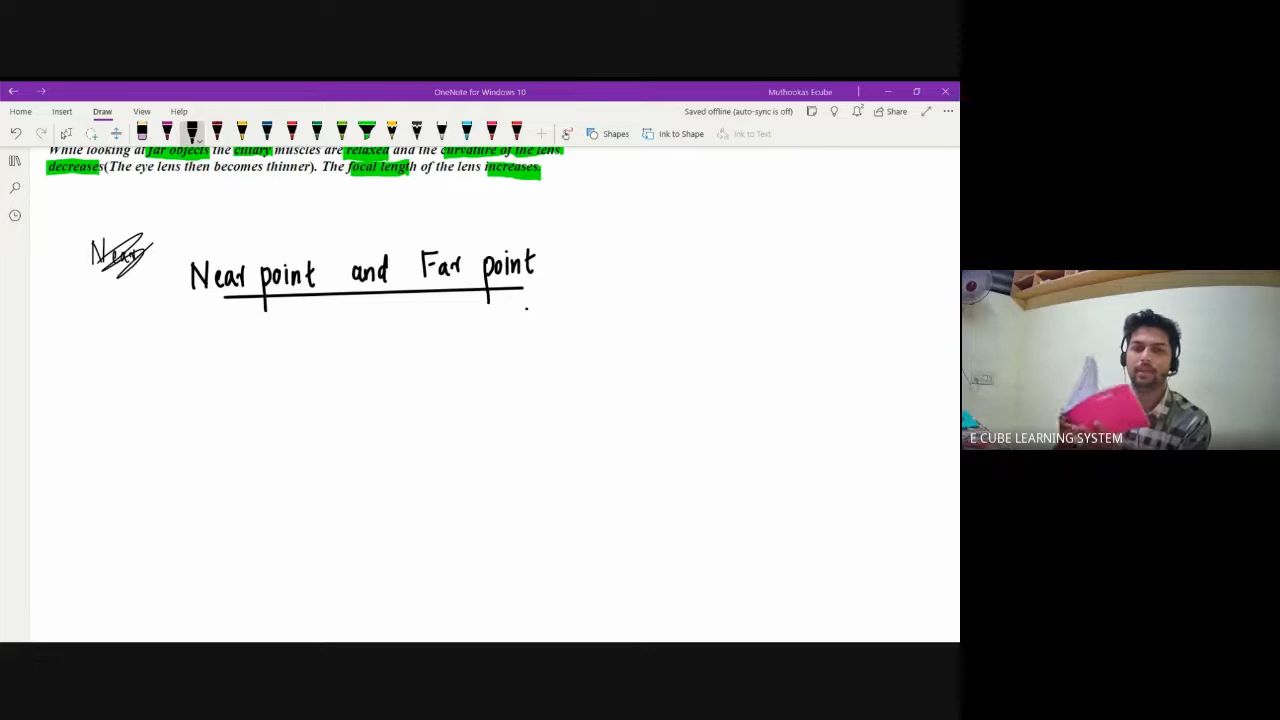 OneNote for Windows 10
Muthookas Ecube
Home Insert Draw View Help
Saved offline (auto-sync is off)
Share
Shapes
Ink to Shape
Ink to Text
While looking at far objects the ciliary muscles are relaxed and the curvature of the lens
decreases(The eye lens then becomes thinner). The focal length of the lens increases.
Near
Near point and Far point
E CUBE LEARNING SYSTEM